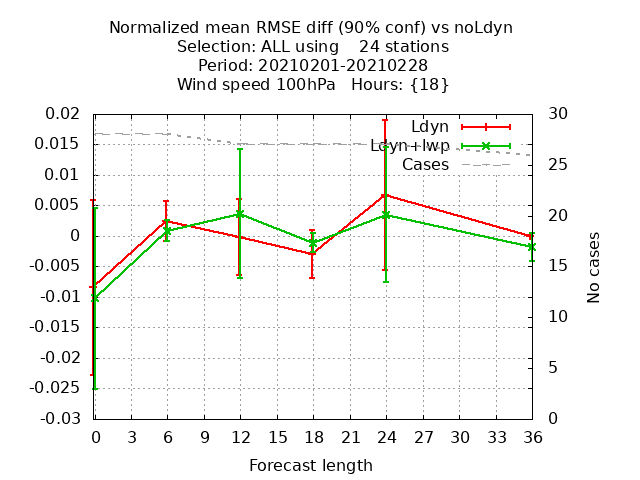 Normalized mean RMSE diff (90% conf) vs noLdyn
Selection: ALL using    24 stations
Period: 20210201-20210228
Wind speed 100hPa   Hours: {18}
0.02
0.015
0.01
0.005
0
-0.005
-0.01
-0.015
-0.02
-0.025
-0.03
Ldyn
Ldyn+lwp
Cases
30
25
20
15
10
5
0
No cases
0 3 6 9 12 15 18 21 24 27 30 33 36
Forecast length